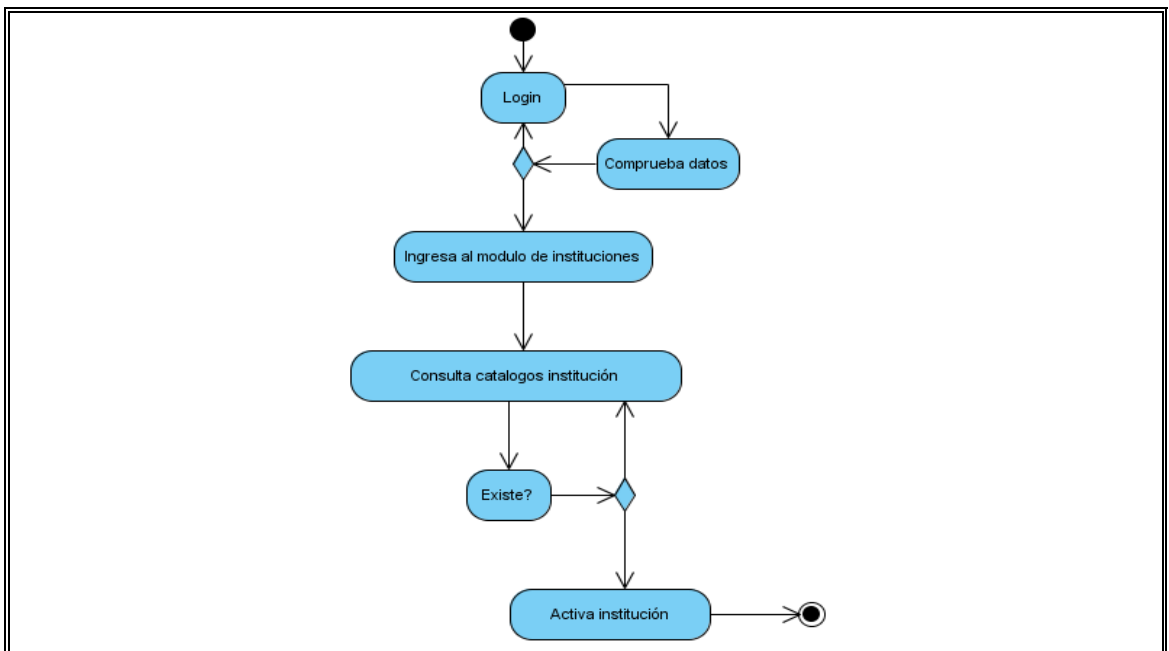 Login
Comprueba datos
Ingresa al modulo de instituciones
Consulta catalogos institución
Existe?
Activa institución